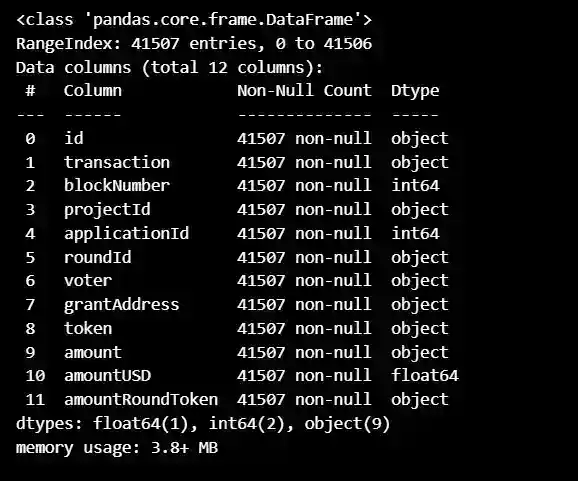 <class 'pandas.core.frame.DataFrame'>
RangeIndex: 41507 entries, 0 to 41506
Data columns (total 12 columns):
 #   Column            Non-Null Count  Dtype
---  ------            --------------  -----
 0   id                41507 non-null  object
 1   transaction       41507 non-null  object
 2   blockNumber       41507 non-null  int64
 3   projectId         41507 non-null  object
 4   applicationId     41507 non-null  int64
 5   roundId           41507 non-null  object
 6   voter             41507 non-null  object
 7   grantAddress      41507 non-null  object
 8   token             41507 non-null  object
 9   amount            41507 non-null  object
 10  amountUSD         41507 non-null  float64
 11  amountRoundToken  41507 non-null  object
dtypes: float64(1), int64(2), object(9)
memory usage: 3.8+ MB